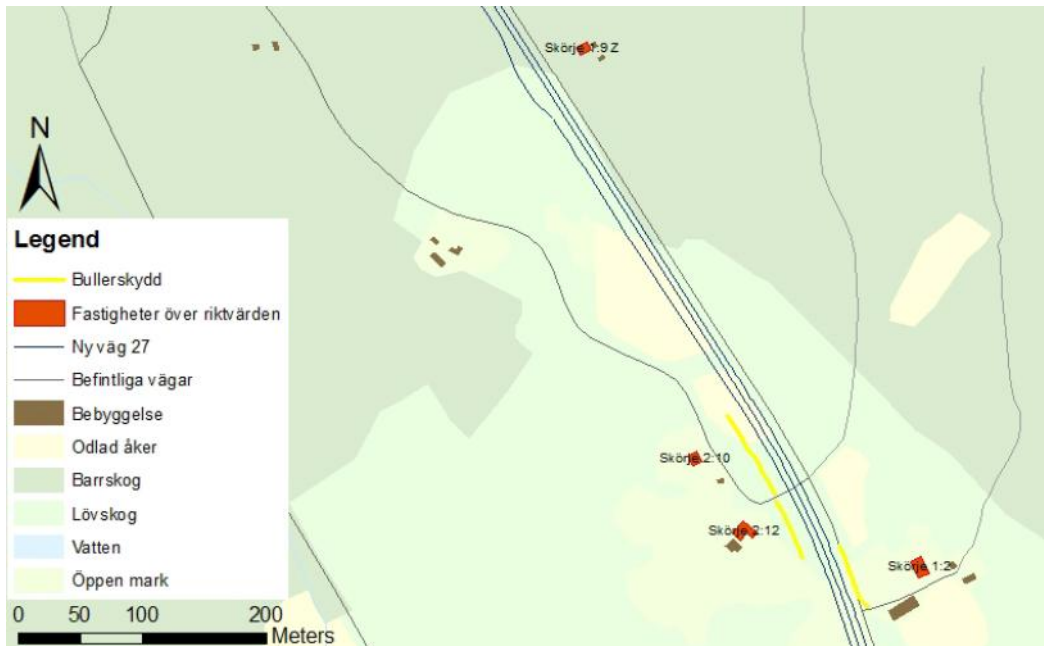 Skörje 1:9 Z
N
Legend
Bullerskydd
Fastigheter över riktvärden
Ny väg 27
Befintliga vägar
Bebyggelse
Odlad åker
Barrskog
Lövskog
Vatten
Öppen mark
Skörje 2:10
Skörje 2:12
Skörje 1:2
0 50 100 200
Meters